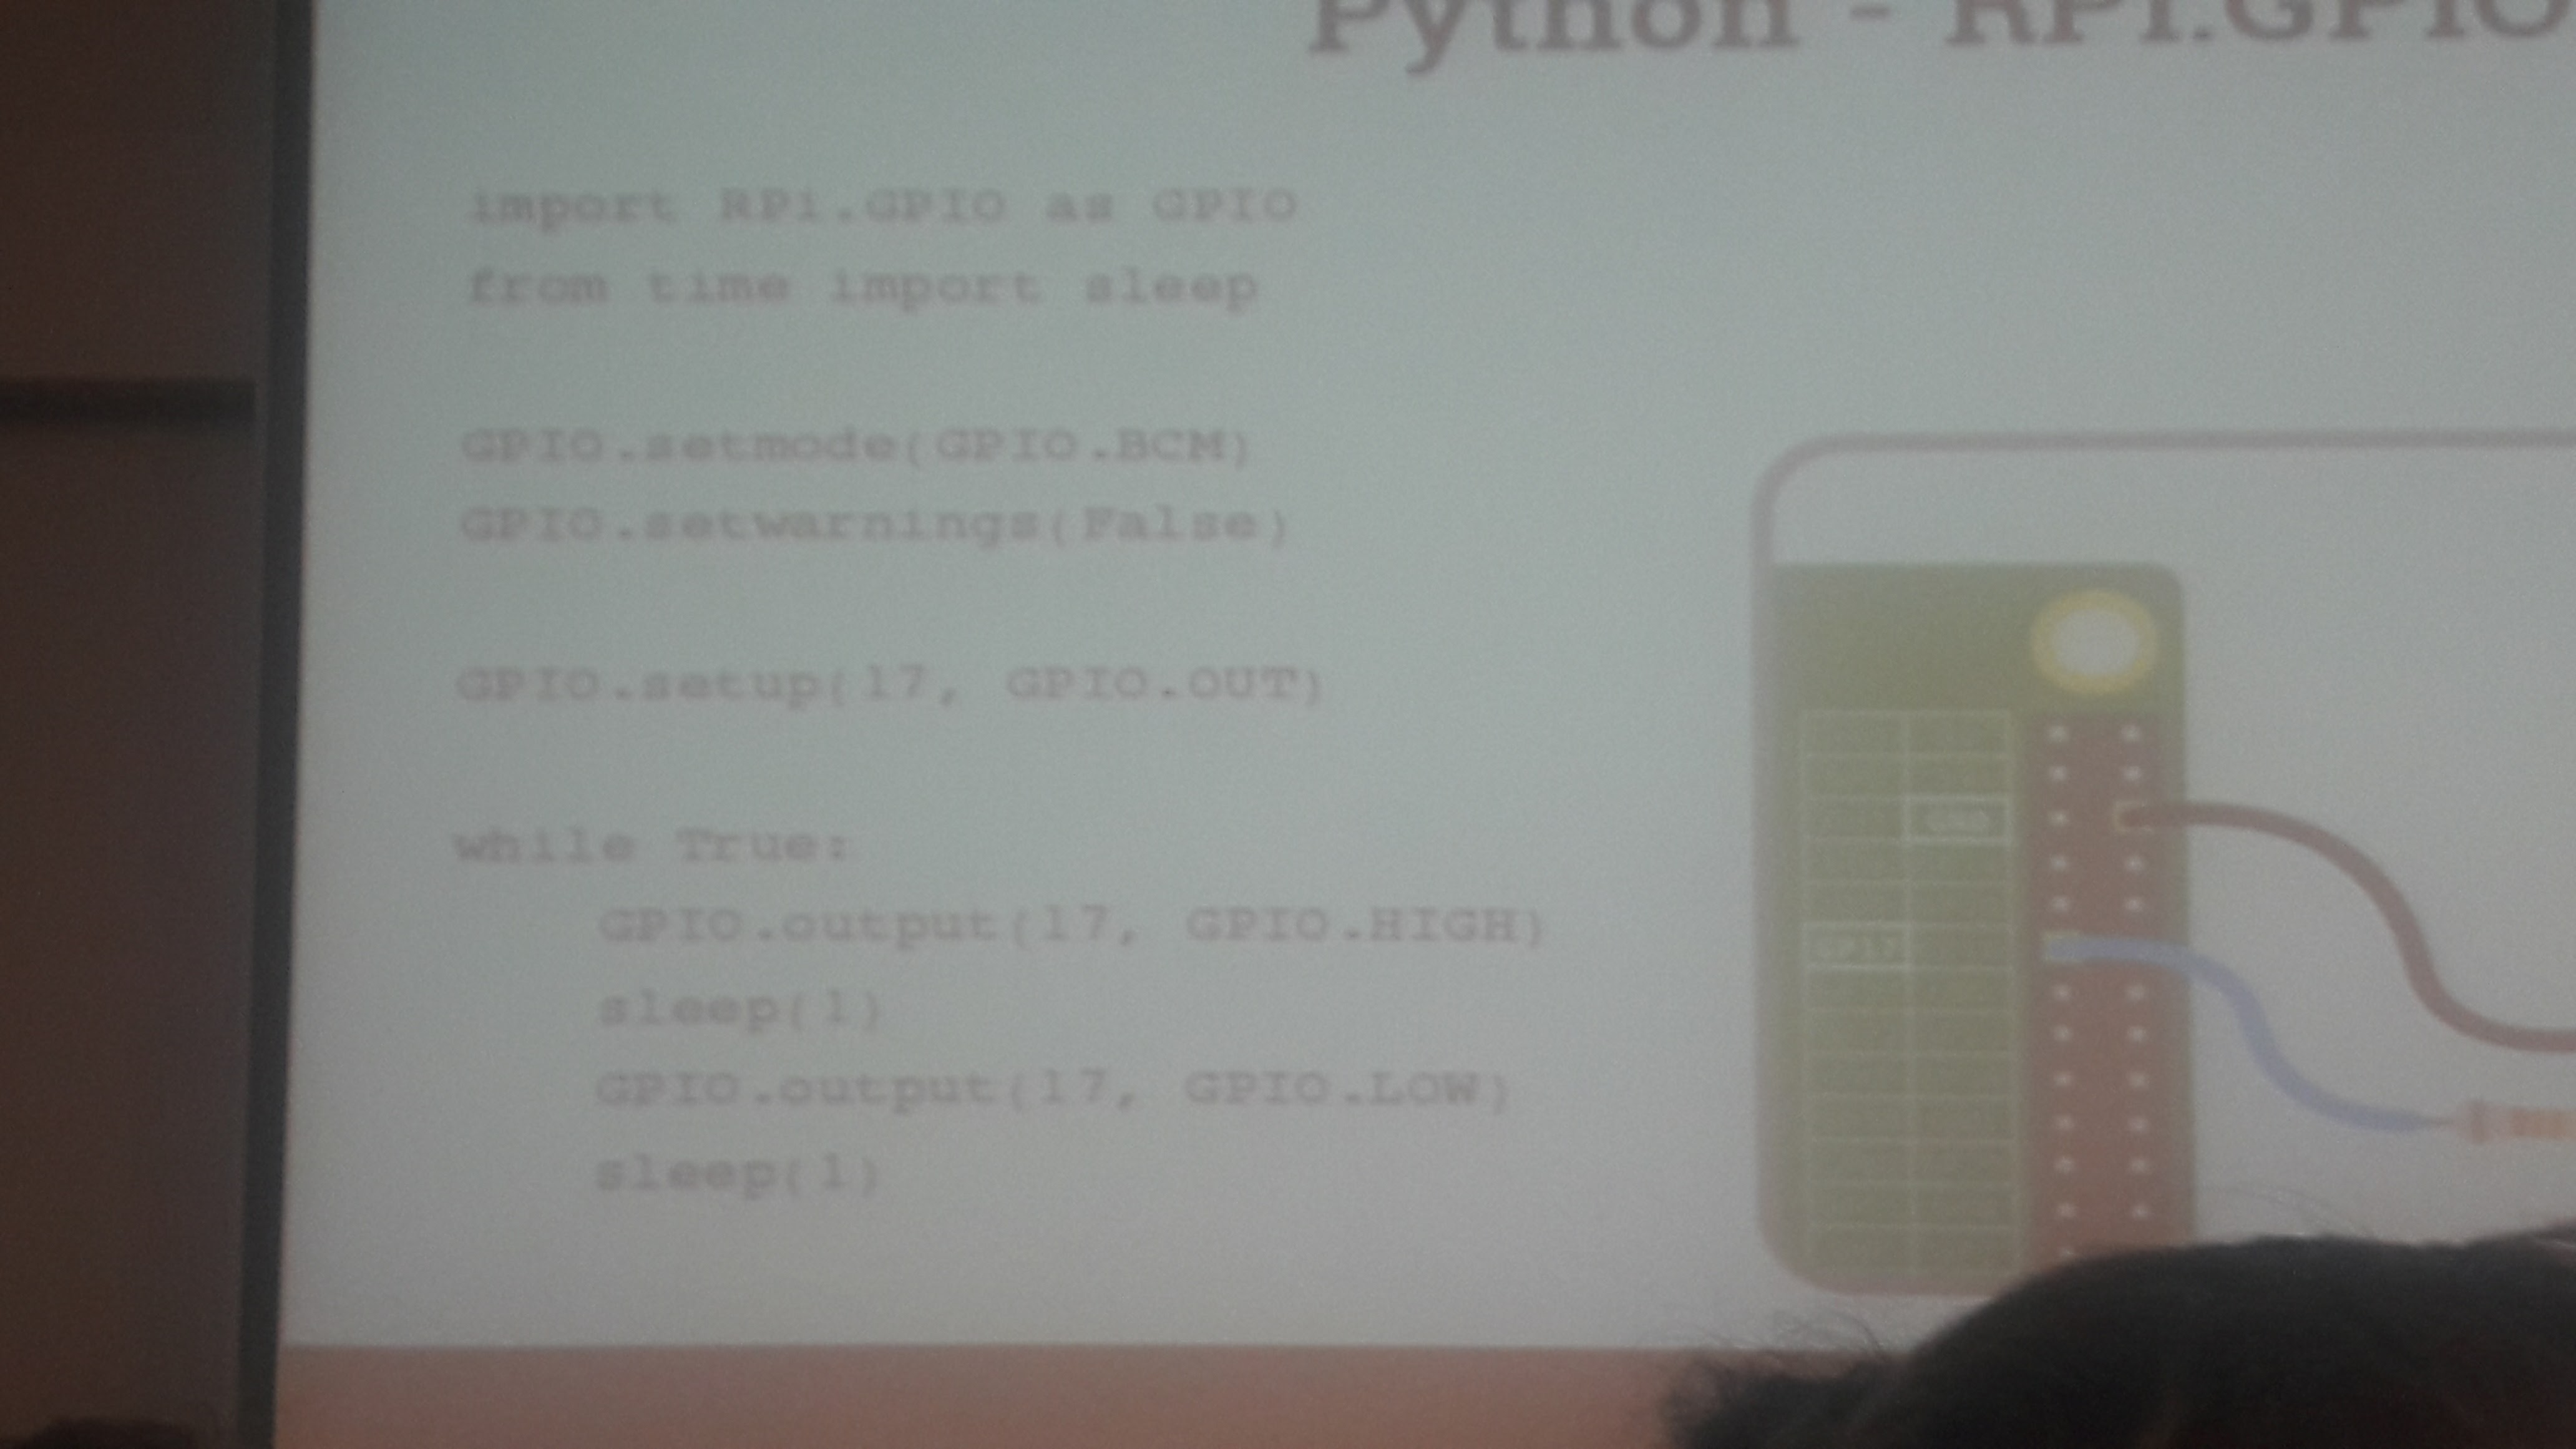 Python - RPi.GPIO
import RPi.GPIO as GPIO
from time import sleep
GPIO.setmode(GPIO.BCM)
GPIO.setwarnings(False)
GPIO.setup(17, GPIO.OUT)
while True:
GPIO.output(17, GPIO.HIGH)
sleep(1)
GPIO.output(17, GPIO.LOW)
sleep(1)
GND
GP17